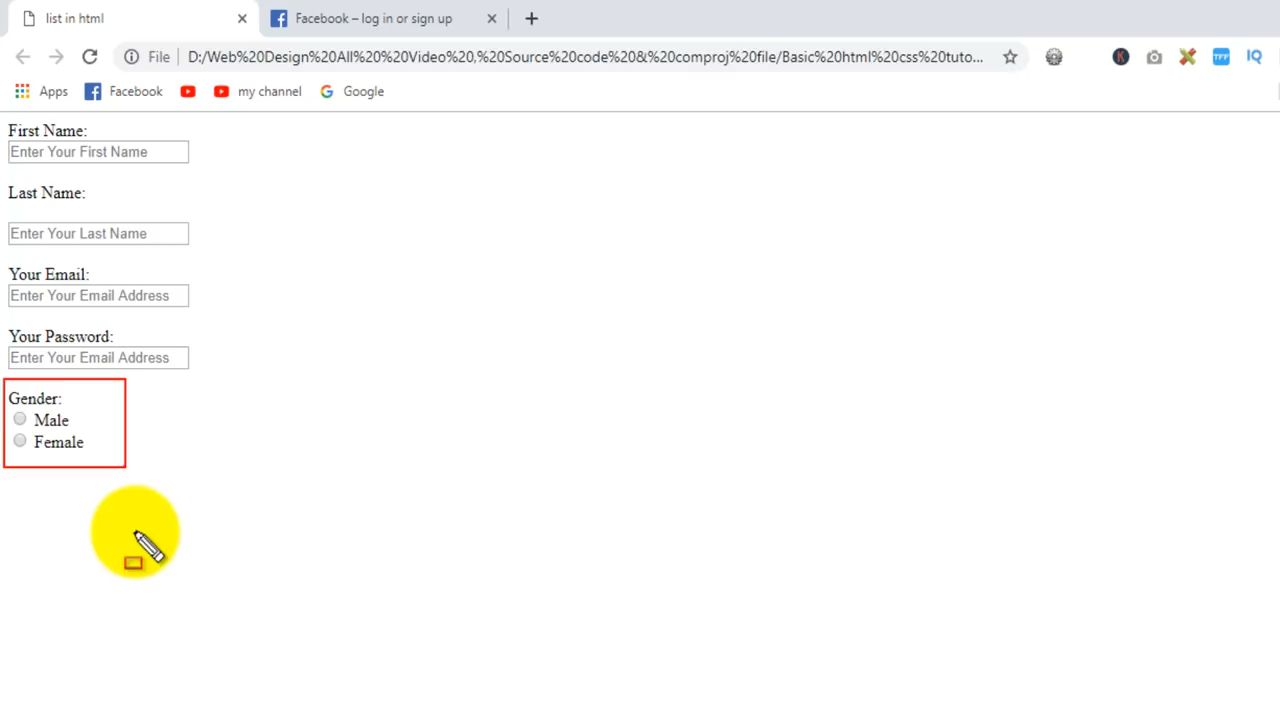 list in html
Facebook – log in or sign up
File
D:/Web%20Design%20All%20%20Video%20,%20Source%20code%20&%20comproj%20file/Basic%20html%20css%20tuto...
K
TFF
IQ
Apps
Facebook
my channel
Google
First Name:
Enter Your First Name
Last Name:
Enter Your Last Name
Your Email:
Enter Your Email Address
Your Password:
Enter Your Email Address
Gender:
Male
Female